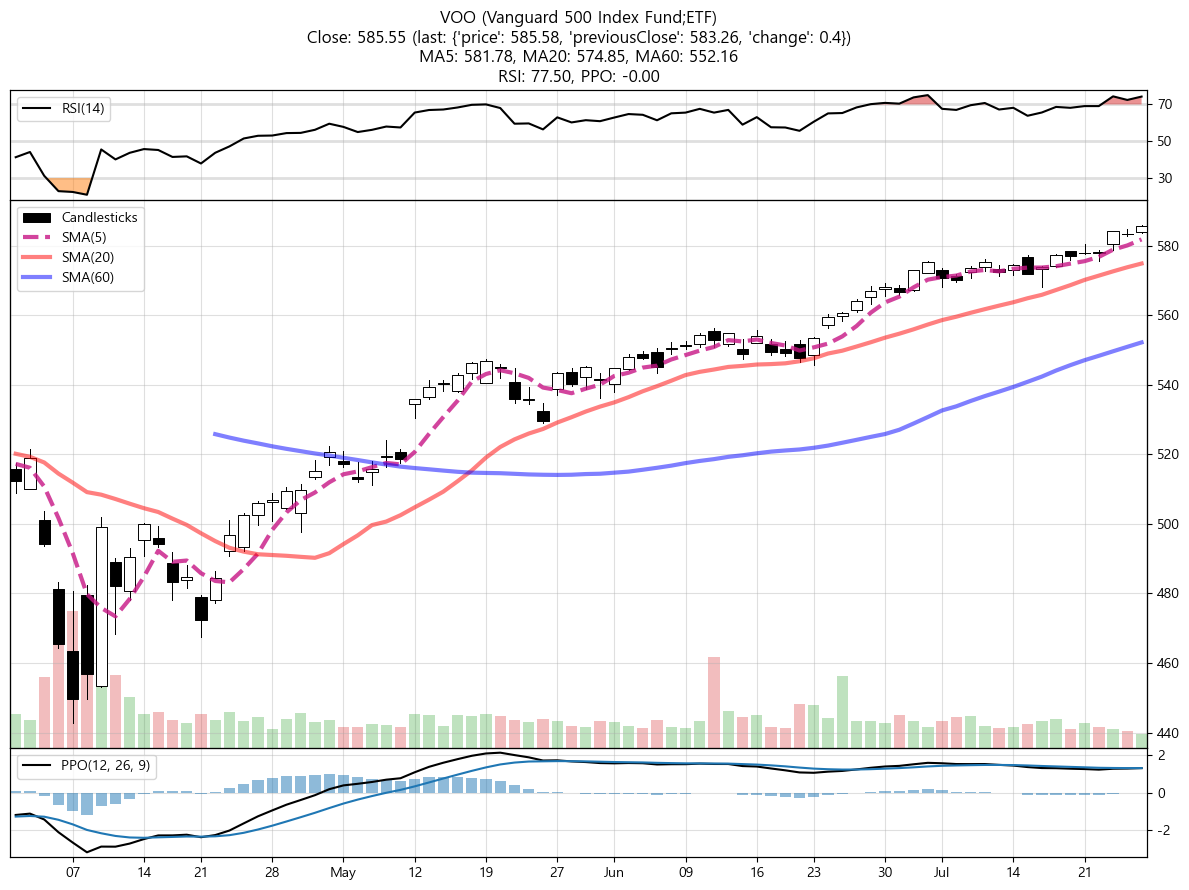 VOO (Vanguard 500 Index Fund;ETF)
Close: 585.55 (last: {'price': 585.58, 'previousClose': 583.26, 'change': 0.4})
MA5: 581.78, MA20: 574.85, MA60: 552.16
RSI: 77.50, PPO: -0.00
RSI(14)
70
50
30
Candlesticks
SMA(5)
SMA(20)
SMA(60)
580
560
540
520
500
480
460
440
PPO(12, 26, 9)
2
0
-2
07 14 21 28 May 12 19 27 Jun 09 16 23 30 Jul 14 21